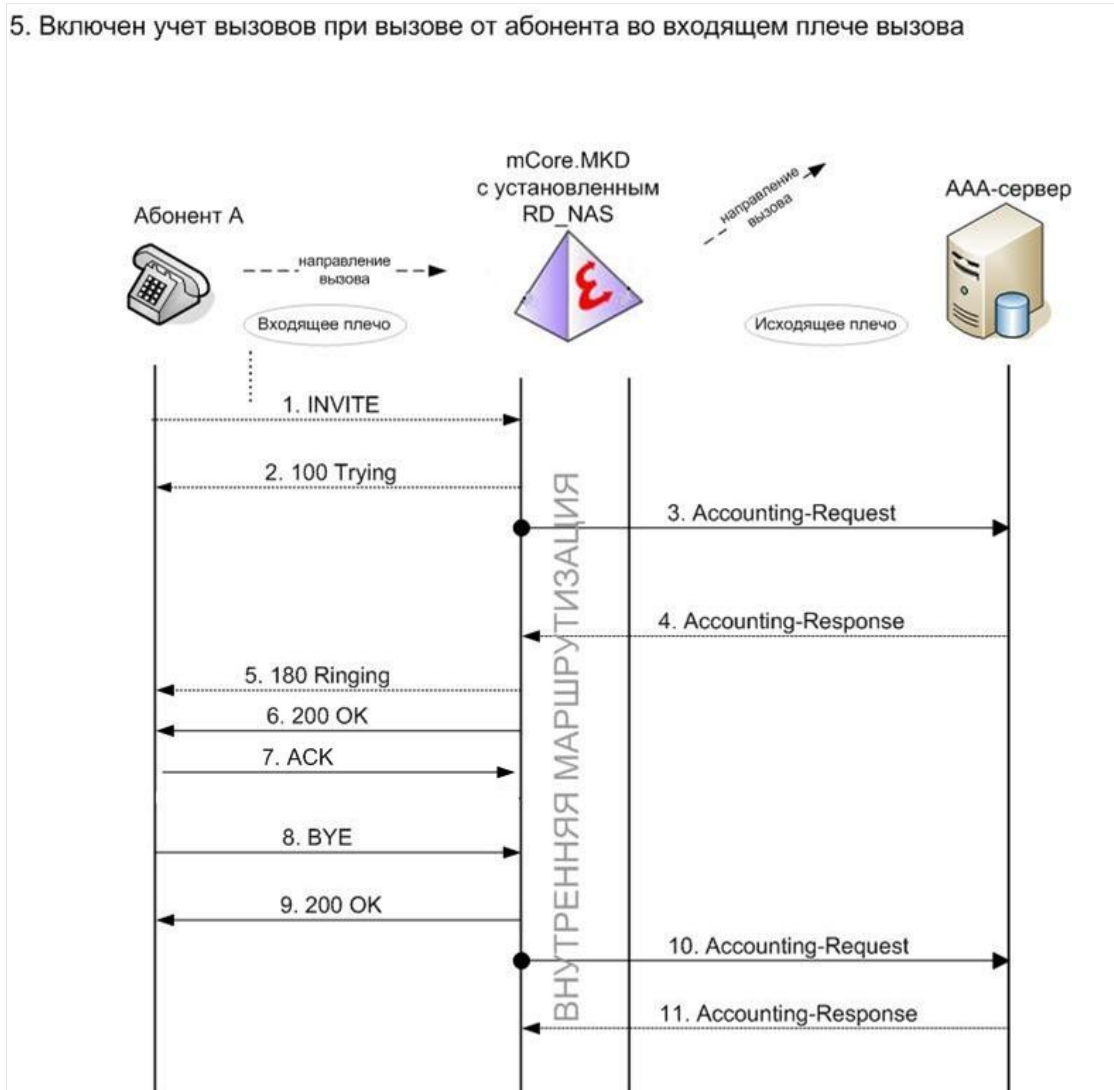 5. Включен учет вызовов при вызове от абонента во входящем плече вызова
mCore.MKD
с установленным
RD_NAS
направление
вызова
ААА-сервер
Абонент А
направление
вызова
Входящее плечо
Исходящее плечо
1. INVITE
2. 100 Trying
3. Accounting-Request
4. Accounting-Response
5. 180 Ringing
6. 200 OK
7. ACK
8. BYE
9. 200 OK
10. Accounting-Request
11. Accounting-Response
ВНУТРЕННЯЯ МАРШРУТИЗАЦИЯ